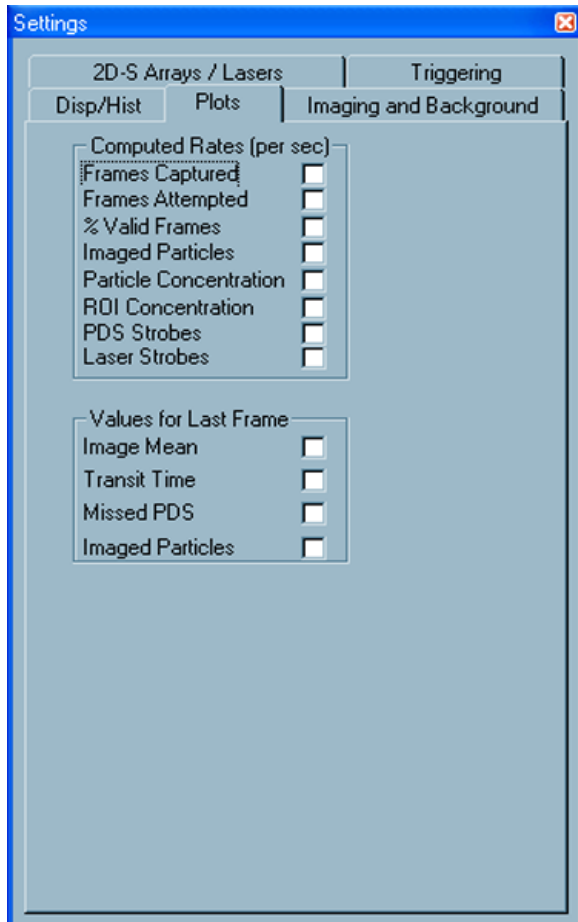 Settings
2D-S Arrays / Lasers Triggering
Disp/Hist Plots Imaging and Background
Computed Rates (per sec)
Frames Captured
Frames Attempted
% Valid Frames
Imaged Particles
Particle Concentration
ROI Concentration
PDS Strobes
Laser Strobes
Values for Last Frame
Image Mean
Transit Time
Missed PDS
Imaged Particles